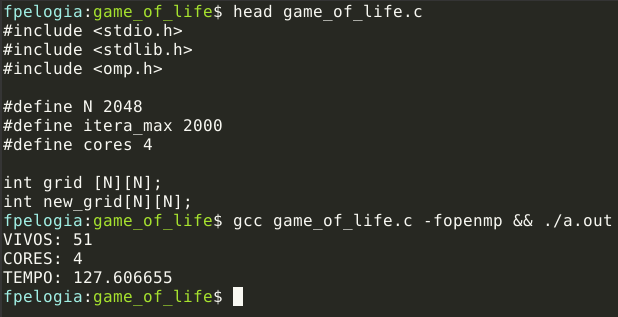 fpelogia:game_of_life$ head game_of_life.c
#include <stdio.h>
#include <stdlib.h>
#include <omp.h>

#define N 2048
#define itera_max 2000
#define cores 4

int grid [N][N];
int new_grid[N][N];
fpelogia:game_of_life$ gcc game_of_life.c -fopenmp && ./a.out
VIVOS: 51
CORES: 4
TEMPO: 127.606655
fpelogia:game_of_life$